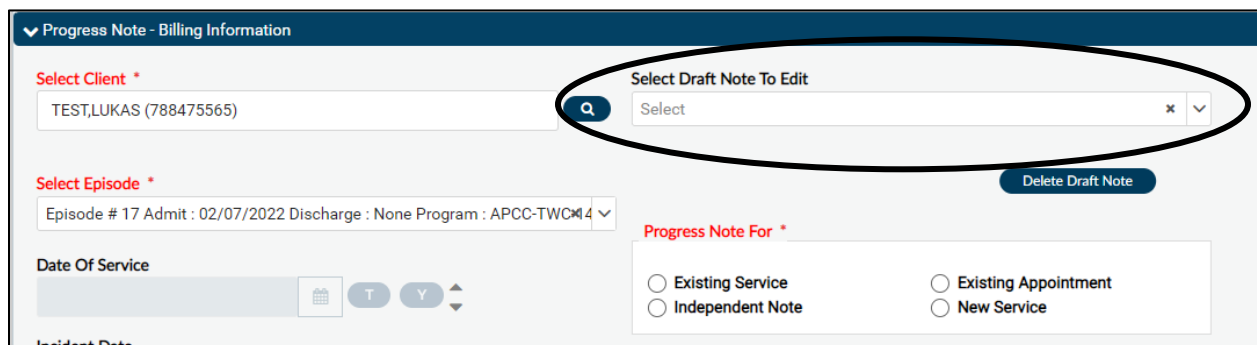 Progress Note - Billing Information
Select Client *
TEST,LUKAS (788475565)
Select Draft Note To Edit
Select
Select Episode *
Episode # 17 Admit : 02/07/2022 Discharge : None Program : APCC-TWC
Delete Draft Note
Progress Note For *
Existing Service
Existing Appointment
Independent Note
New Service
Date Of Service
T
Y
Incident Date